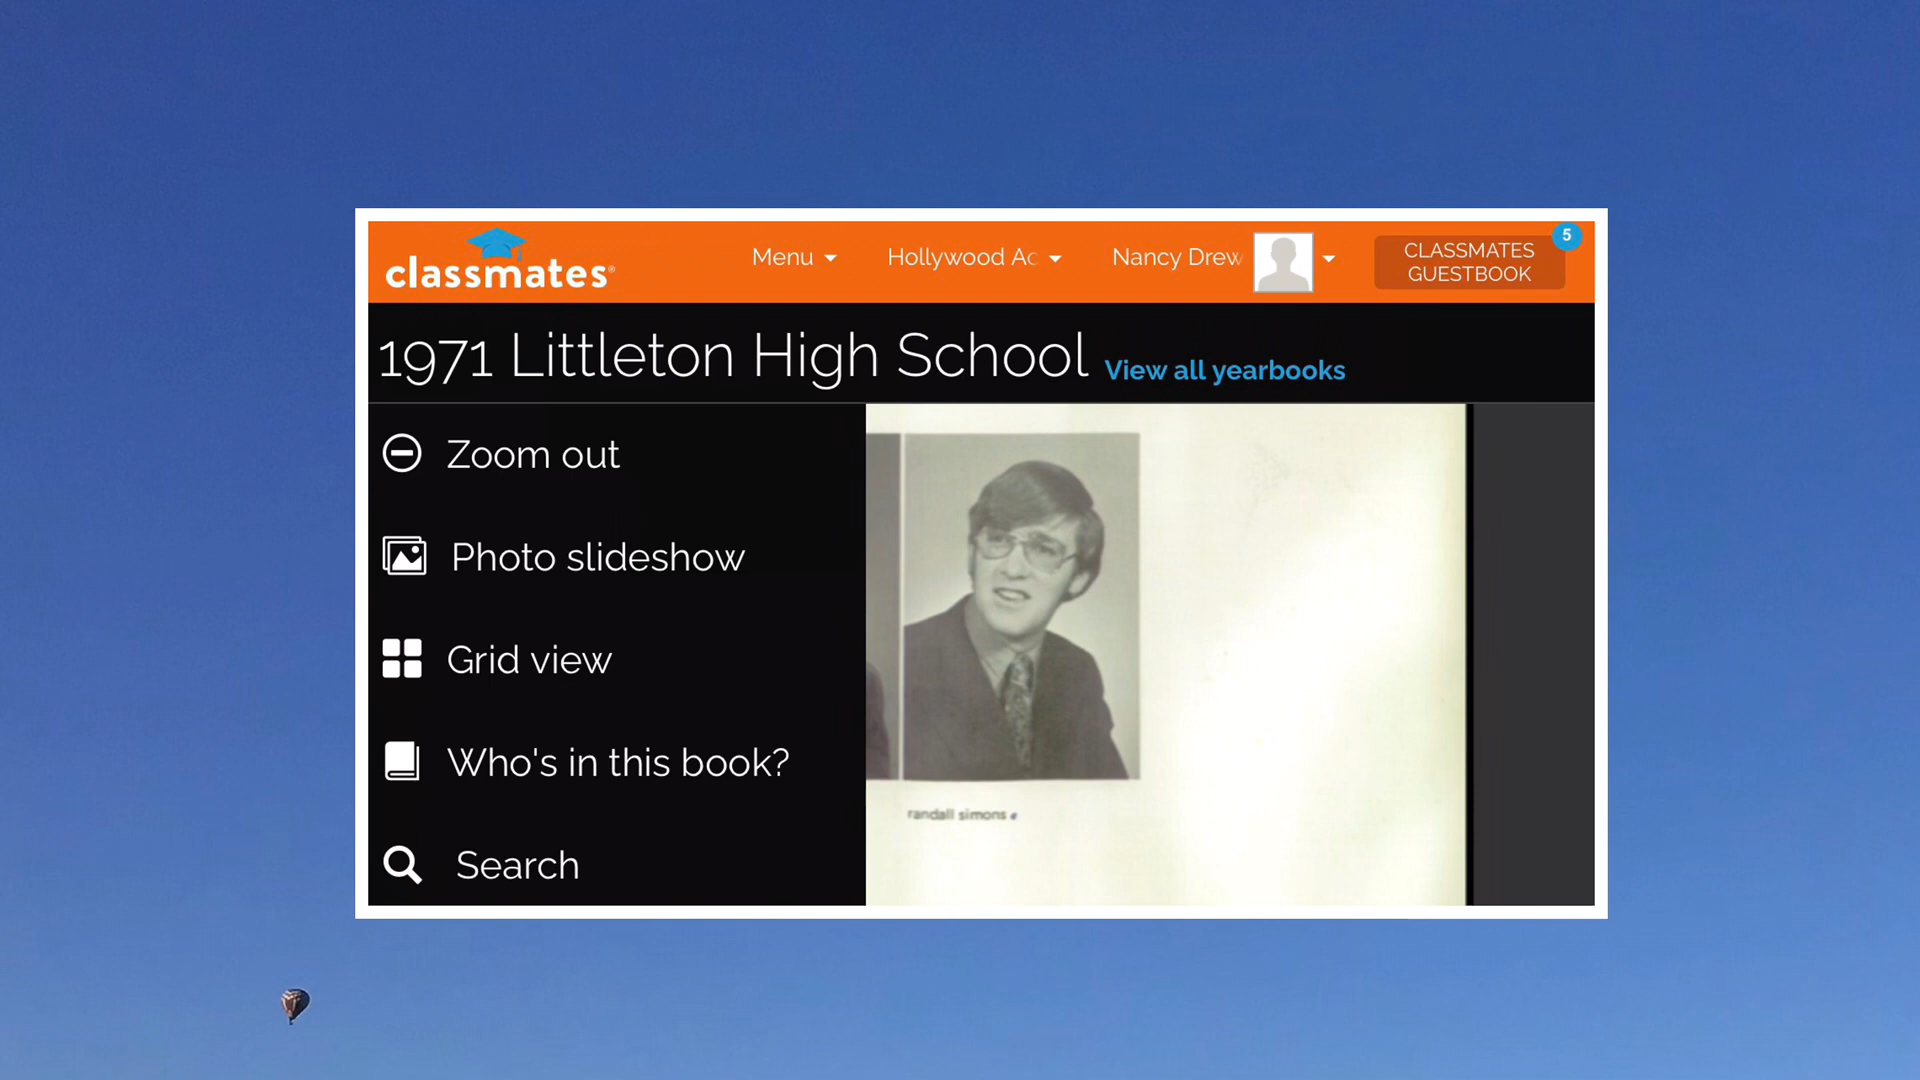 classmates
Menu
Hollywood Ac
Nancy Drew
5
CLASSMATES
GUESTBOOK
1971 Littleton High School
View all yearbooks
Zoom out
Photo slideshow
Grid view
Who's in this book?
Search
randall simons